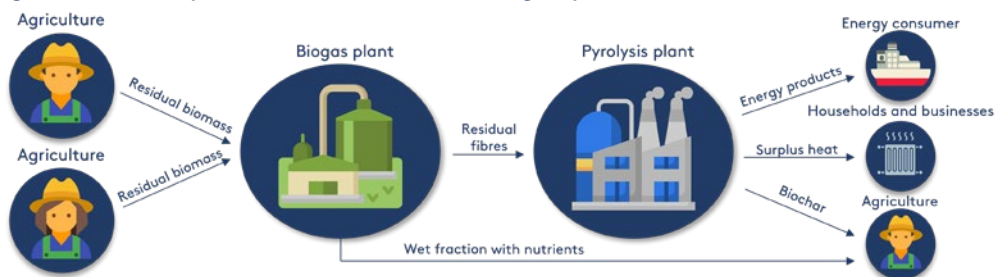 Agriculture
Residual biomass
Agriculture
Residual biomass
Biogas plant
Residual
fibres
Pyrolysis plant
Energy products
Energy consumer
Surplus heat
Households and businesses
Biochar
Agriculture
Wet fraction with nutrients